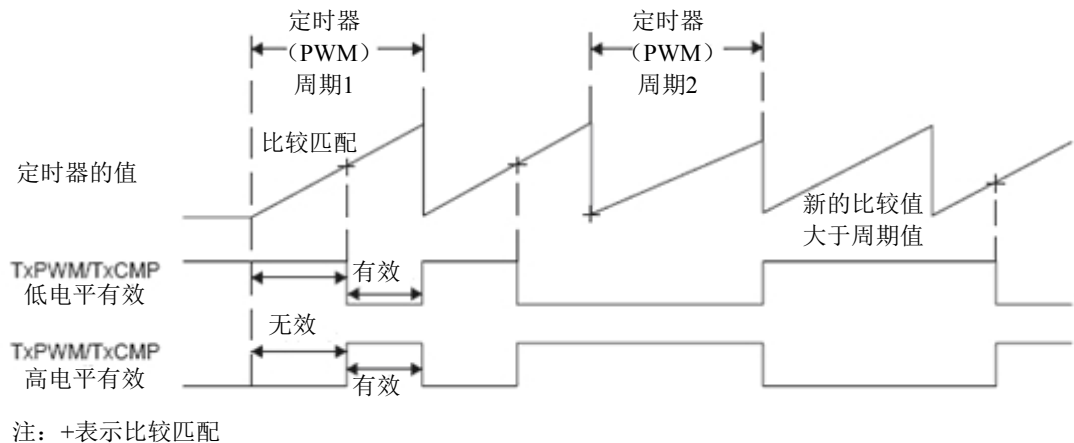 定时器
（PWM）
周期1
定时器
（PWM）
周期2
比较匹配
定时器的值
新的比较值
大于周期值
TxPWM/TxCMP
低电平有效
有效
无效
TxPWM/TxCMP
高电平有效
有效
注：+表示比较匹配